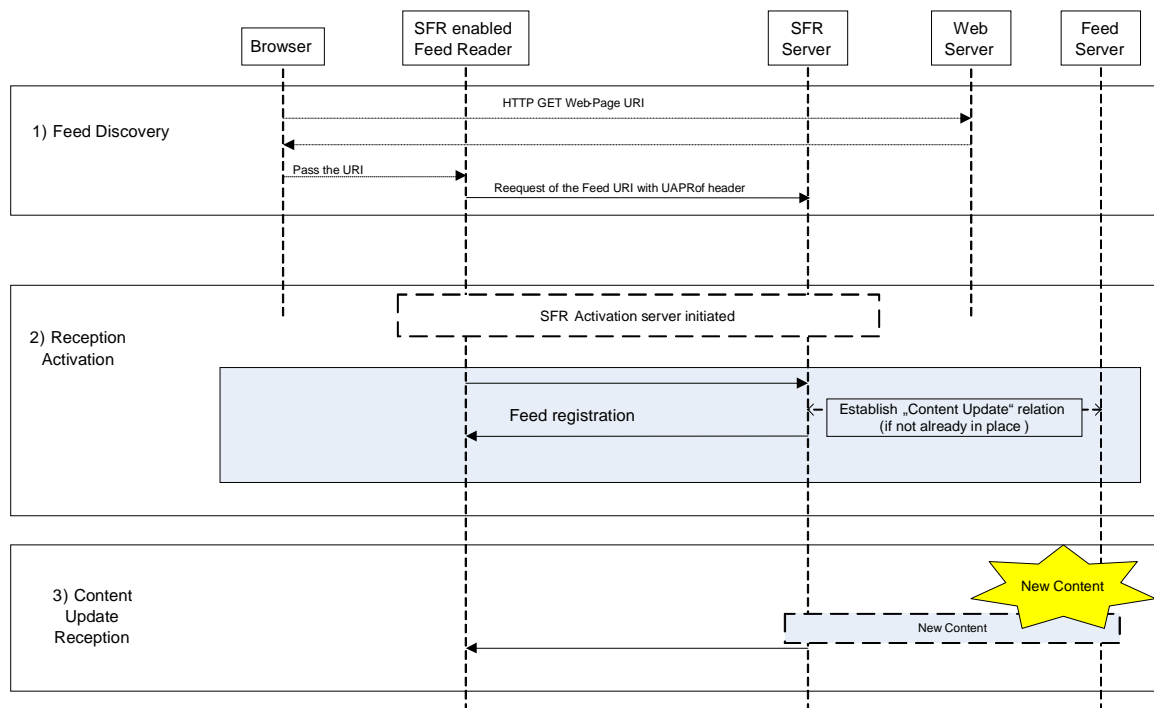 Browser
SFR enabled
Feed Reader
SFR
Server
Web
Server
Feed
Server
1) Feed Discovery
HTTP GET Web-Page URI
Pass the URI
Reequest of the Feed URI with UAPRof header
2) Reception
Activation
SFR Activation server initiated
Feed registration
Establish „Content Update“ relation
(if not already in place )
3) Content
Update
Reception
New Content
New Content